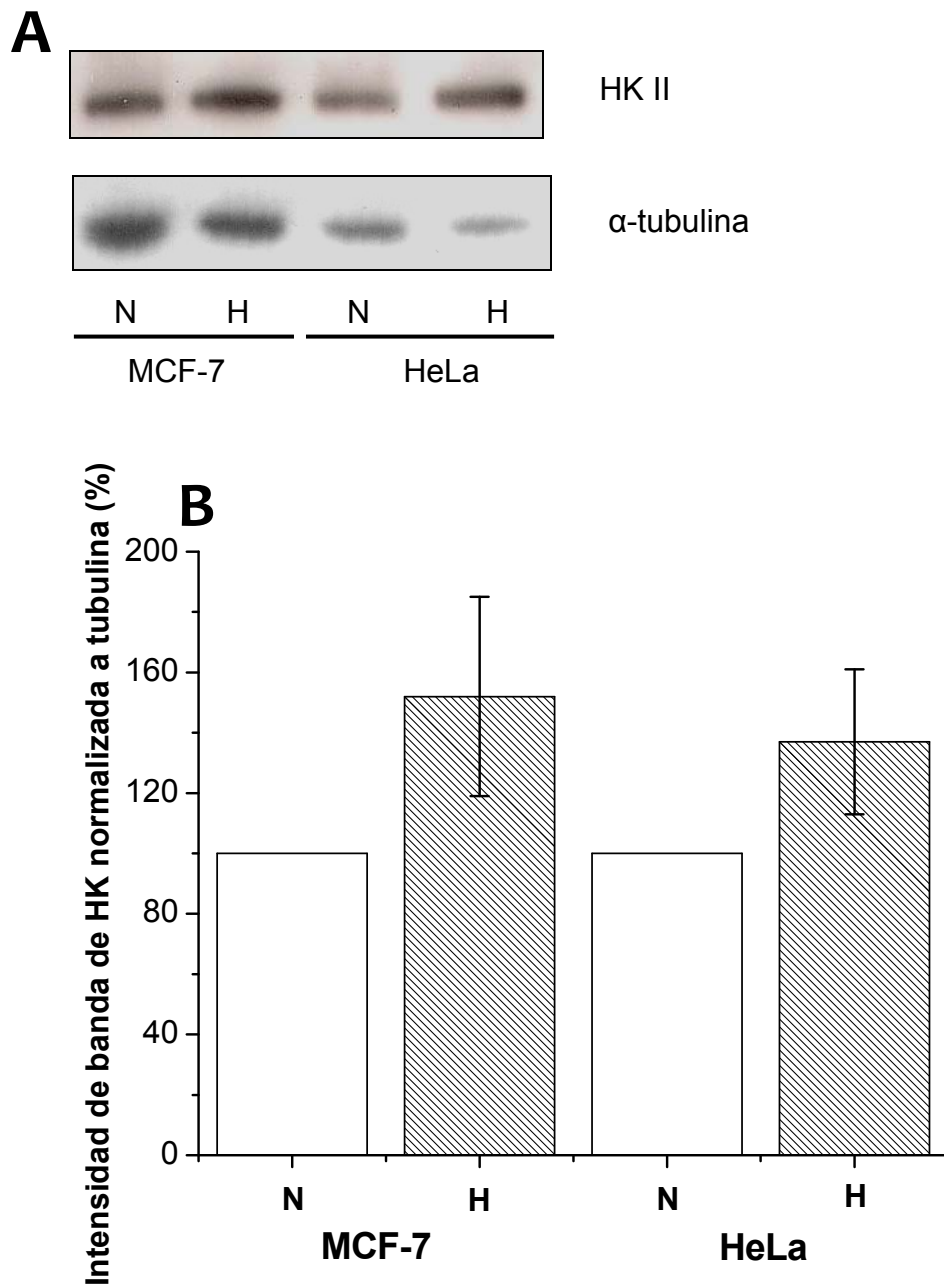 A
HK II
α-tubulina
N H N H
MCF-7 HeLa
B
Intensidad de banda de HK normalizada a tubulina (%)
200
160
120
80
40
0
N H N H
MCF-7 HeLa